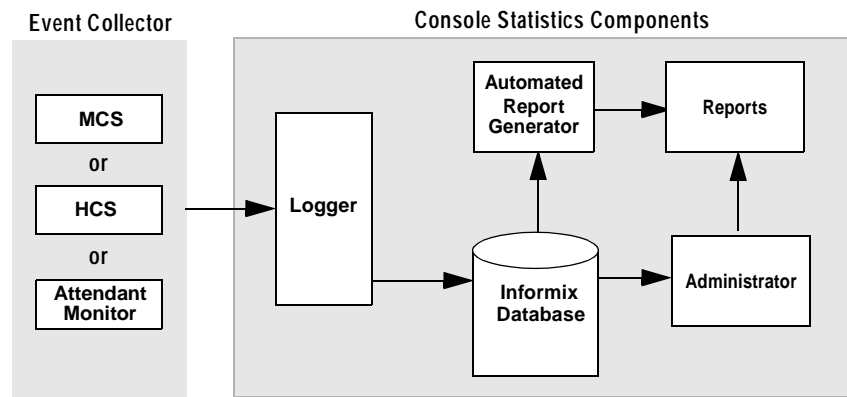 Event Collector
Console Statistics Components
MCS
or
HCS
or
Attendant
Monitor
Logger
Automated
Report
Generator
Reports
Informix
Database
Administrator